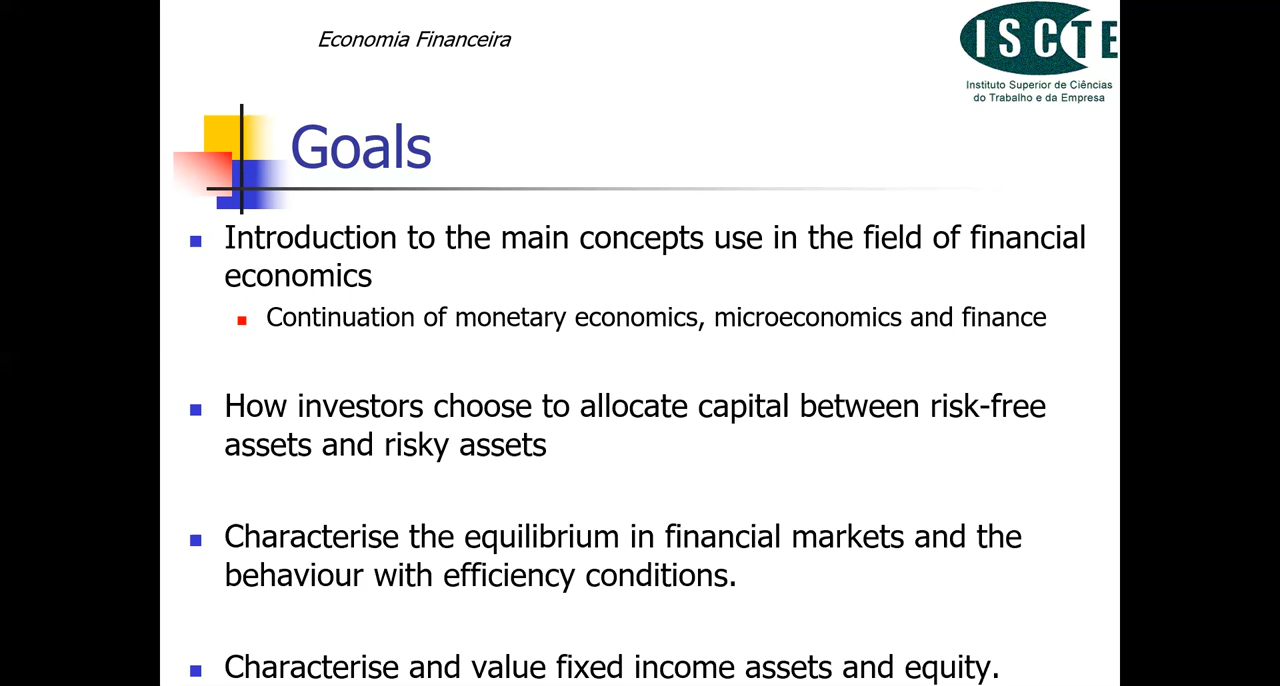 Economia Financeira
ISCTE
Instituto Superior de Ciências
do Trabalho e da Empresa
Goals
Introduction to the main concepts use in the field of financial
economics
Continuation of monetary economics, microeconomics and finance
How investors choose to allocate capital between risk-free
assets and risky assets
Characterise the equilibrium in financial markets and the
behaviour with efficiency conditions.
Characterise and value fixed income assets and equity.